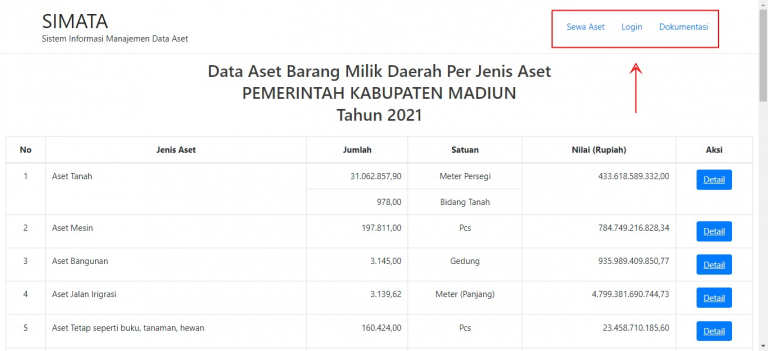 SIMATA
Sistem Informasi Manajemen Data Aset
Sewa Aset Login Dokumentasi
Data Aset Barang Milik Daerah Per Jenis Aset
PEMERINTAH KABUPATEN MADIUN
Tahun 2021
No Jenis Aset Jumlah Satuan Nilai (Rupiah) Aksi
1 Aset Tanah 31.062.857,90 Meter Persegi 433.618.589.332,00 Detail
978,00 Bidang Tanah
2 Aset Mesin 197.811,00 Pcs 784.749.216.828,34 Detail
3 Aset Bangunan 3.145,00 Gedung 935.989.409.850,77 Detail
4 Aset Jalan Irigrasi 3.139,62 Meter (Panjang) 4.799.381.690.744,73 Detail
5 Aset Tetap seperti buku, tanaman, hewan 160.424,00 Pcs 23.458.710.185,60 Detail